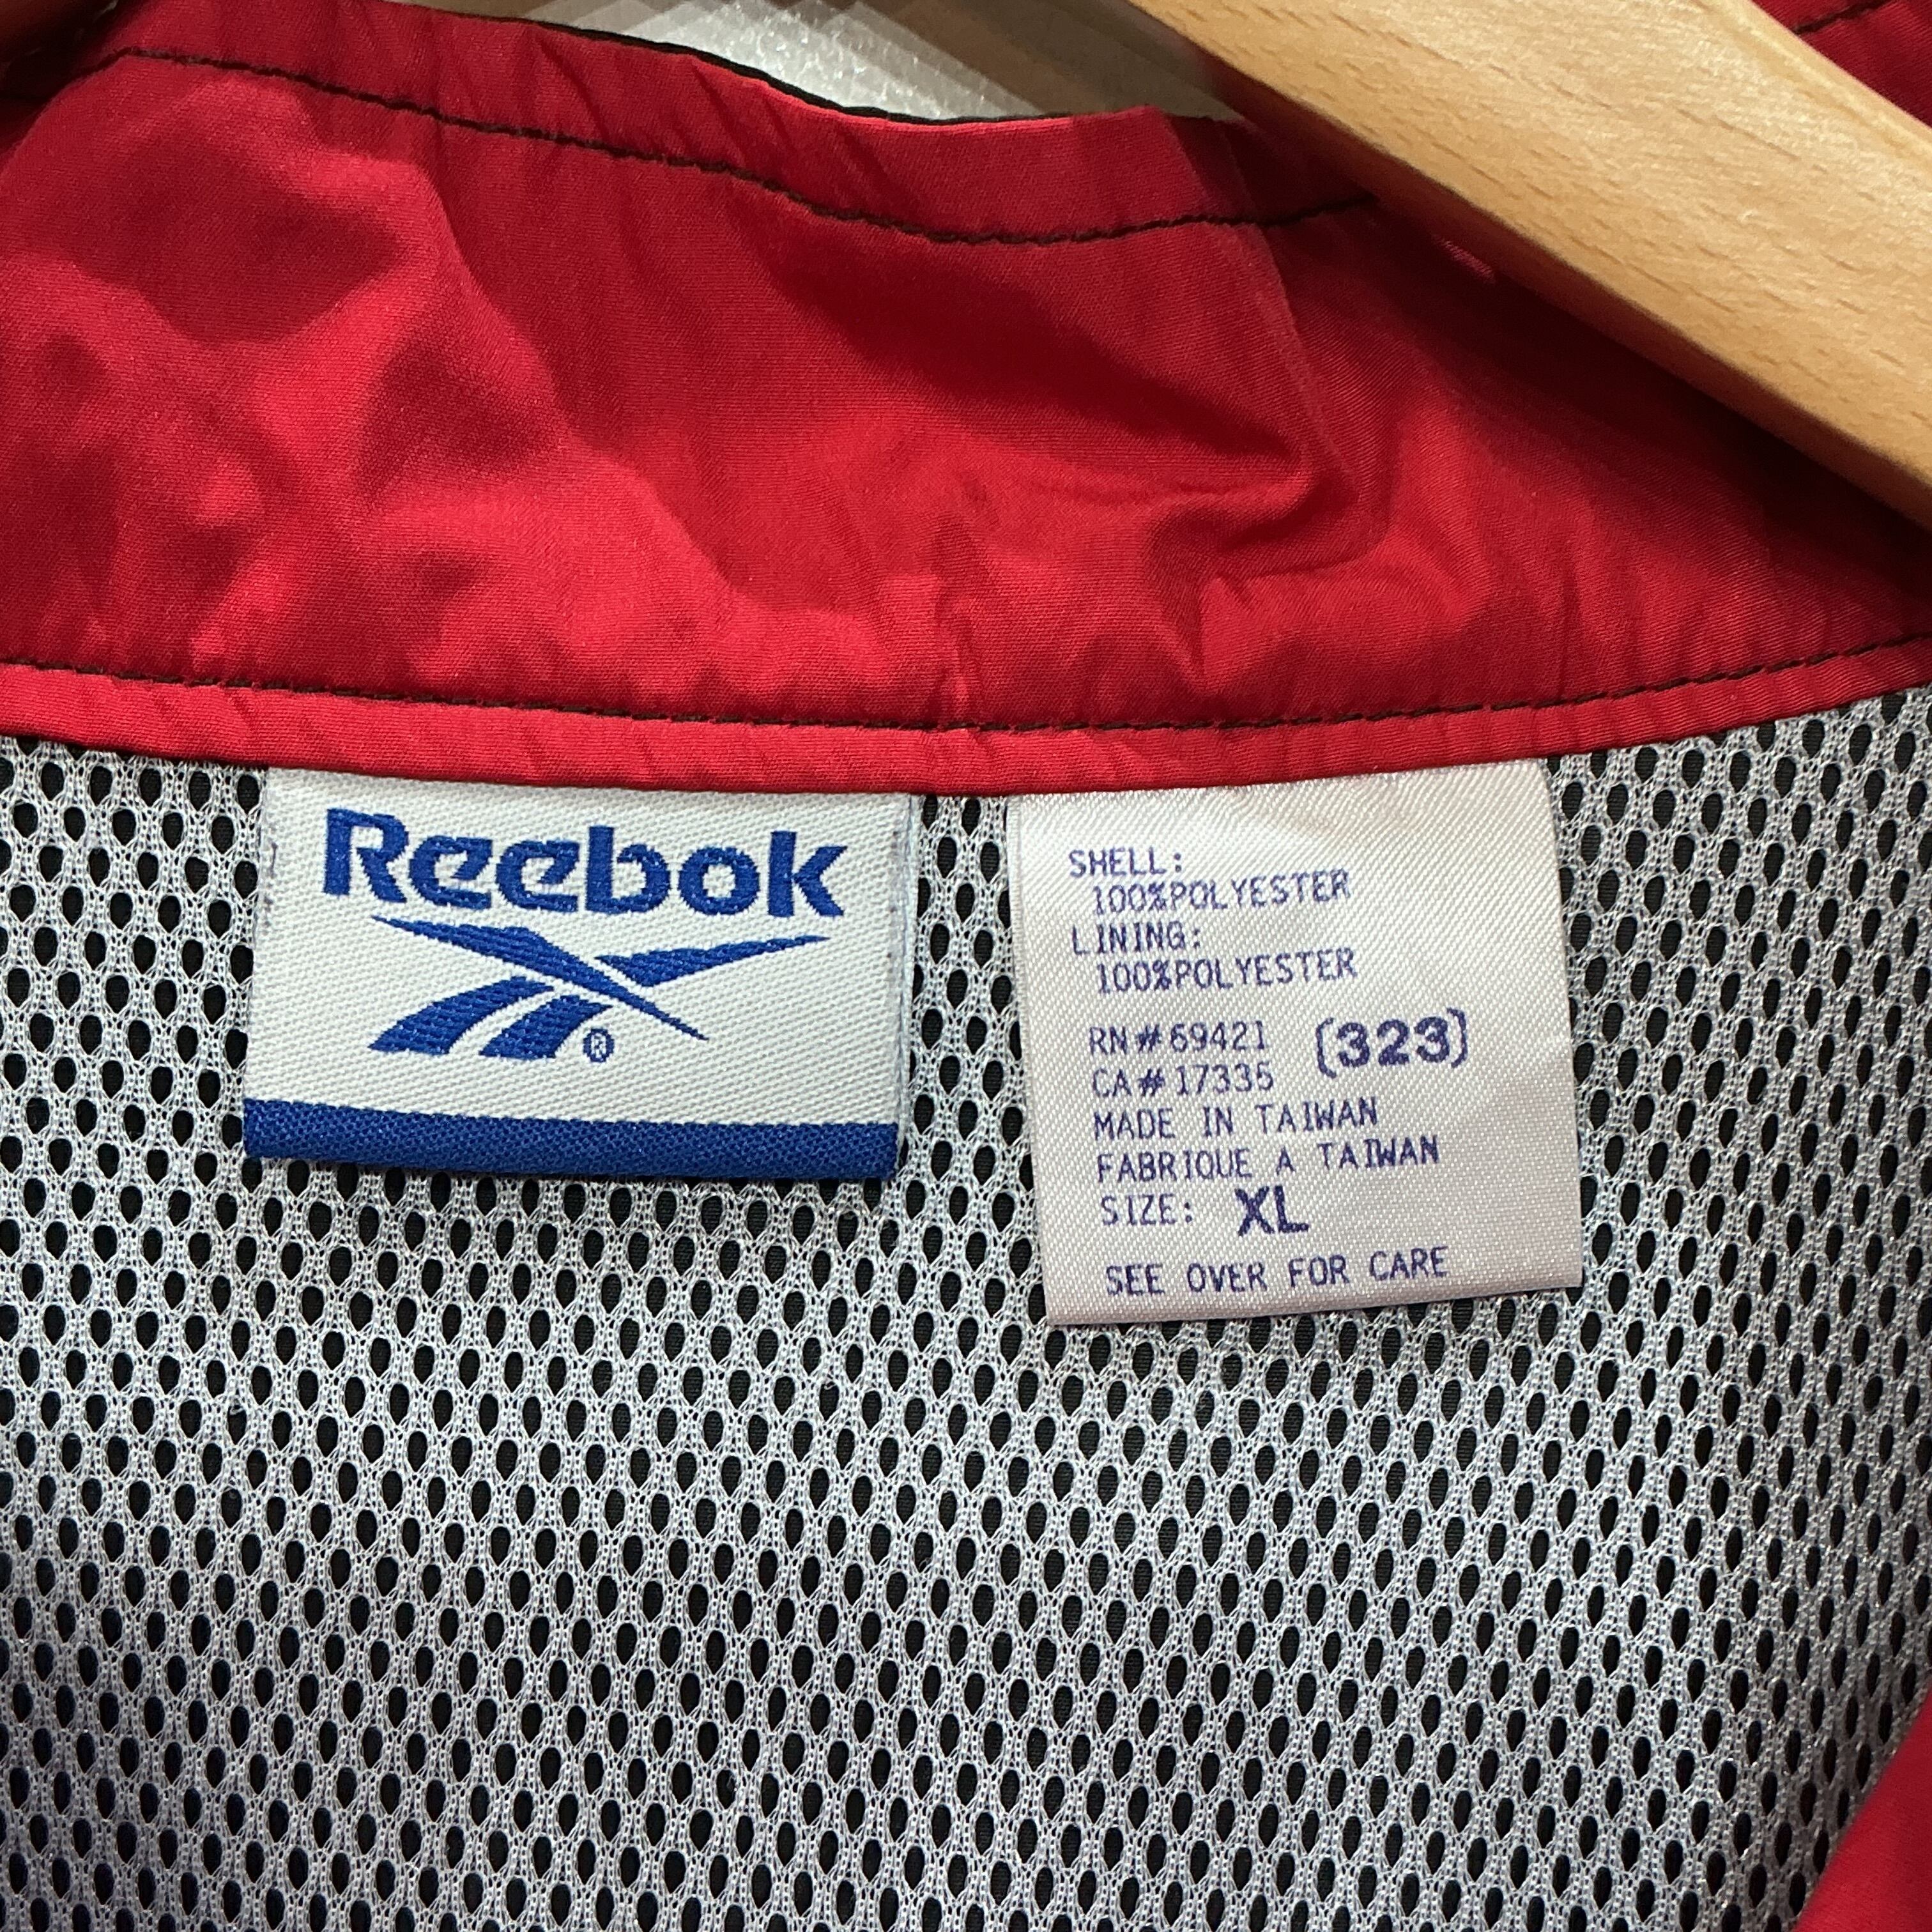 Reebok
®
SHELL:
100%POLYESTER
LINING:
100%POLYESTER
RN#69421 (323)
CA#17335
MADE IN TAIWAN
FABRIQUE A TAIWAN
SIZE: XL
SEE OVER FOR CARE